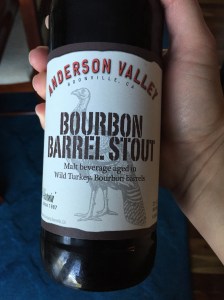 ANDERSON VALLEY
BOONVILLE, CA
BOURBON
BARREL STOUT
Malt beverage aged in
Wild Turkey® Bourbon Barrels